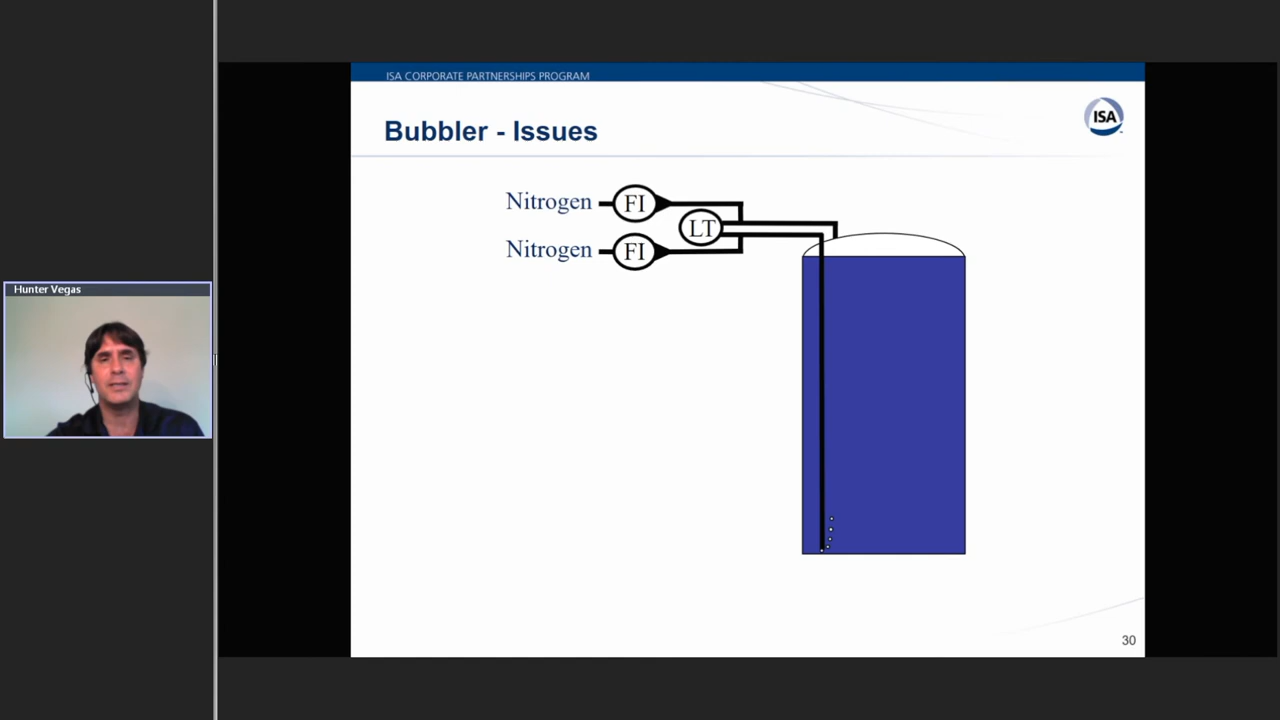 ISA CORPORATE PARTNERSHIPS PROGRAM
Bubbler - Issues
ISA
Nitrogen FI
LT
Nitrogen FI
Hunter Vegas
30